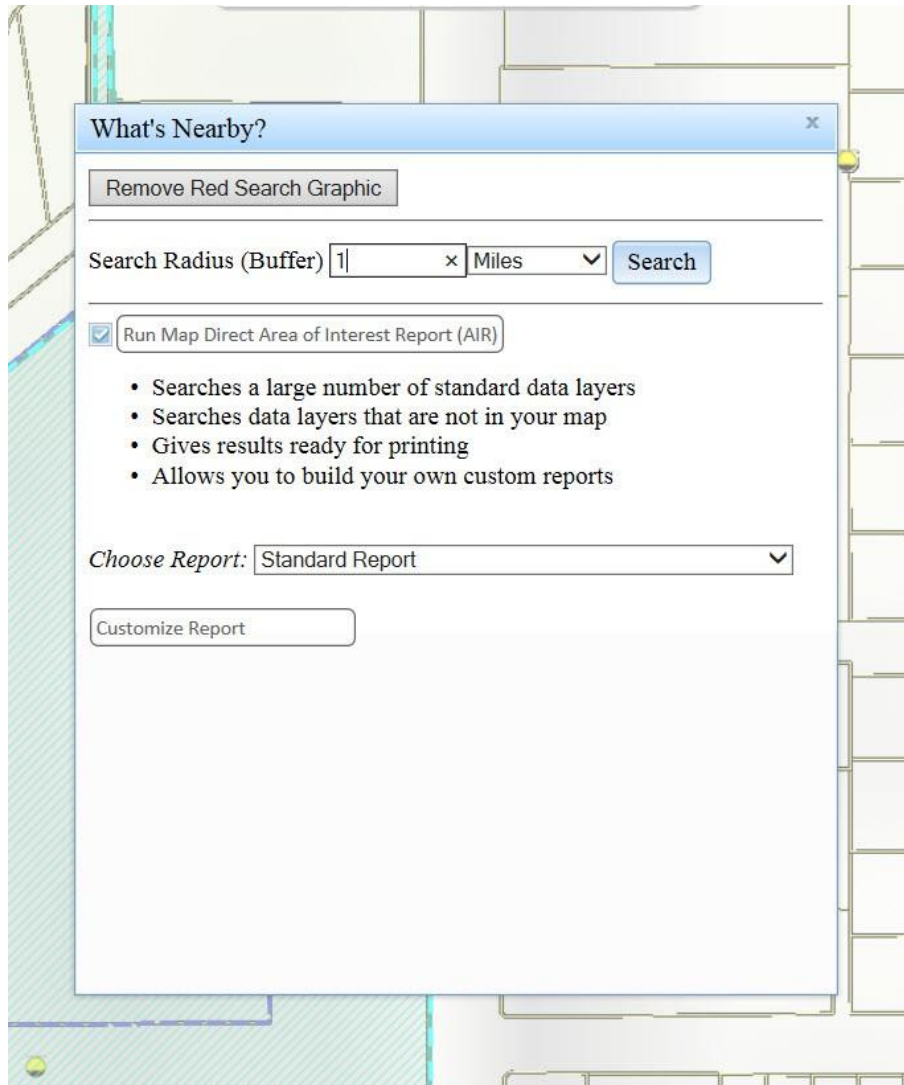 What's Nearby?
x
Remove Red Search Graphic
Search Radius (Buffer) 1 × Miles Search
Run Map Direct Area of Interest Report (AIR)
• Searches a large number of standard data layers
• Searches data layers that are not in your map
• Gives results ready for printing
• Allows you to build your own custom reports
Choose Report: Standard Report
Customize Report